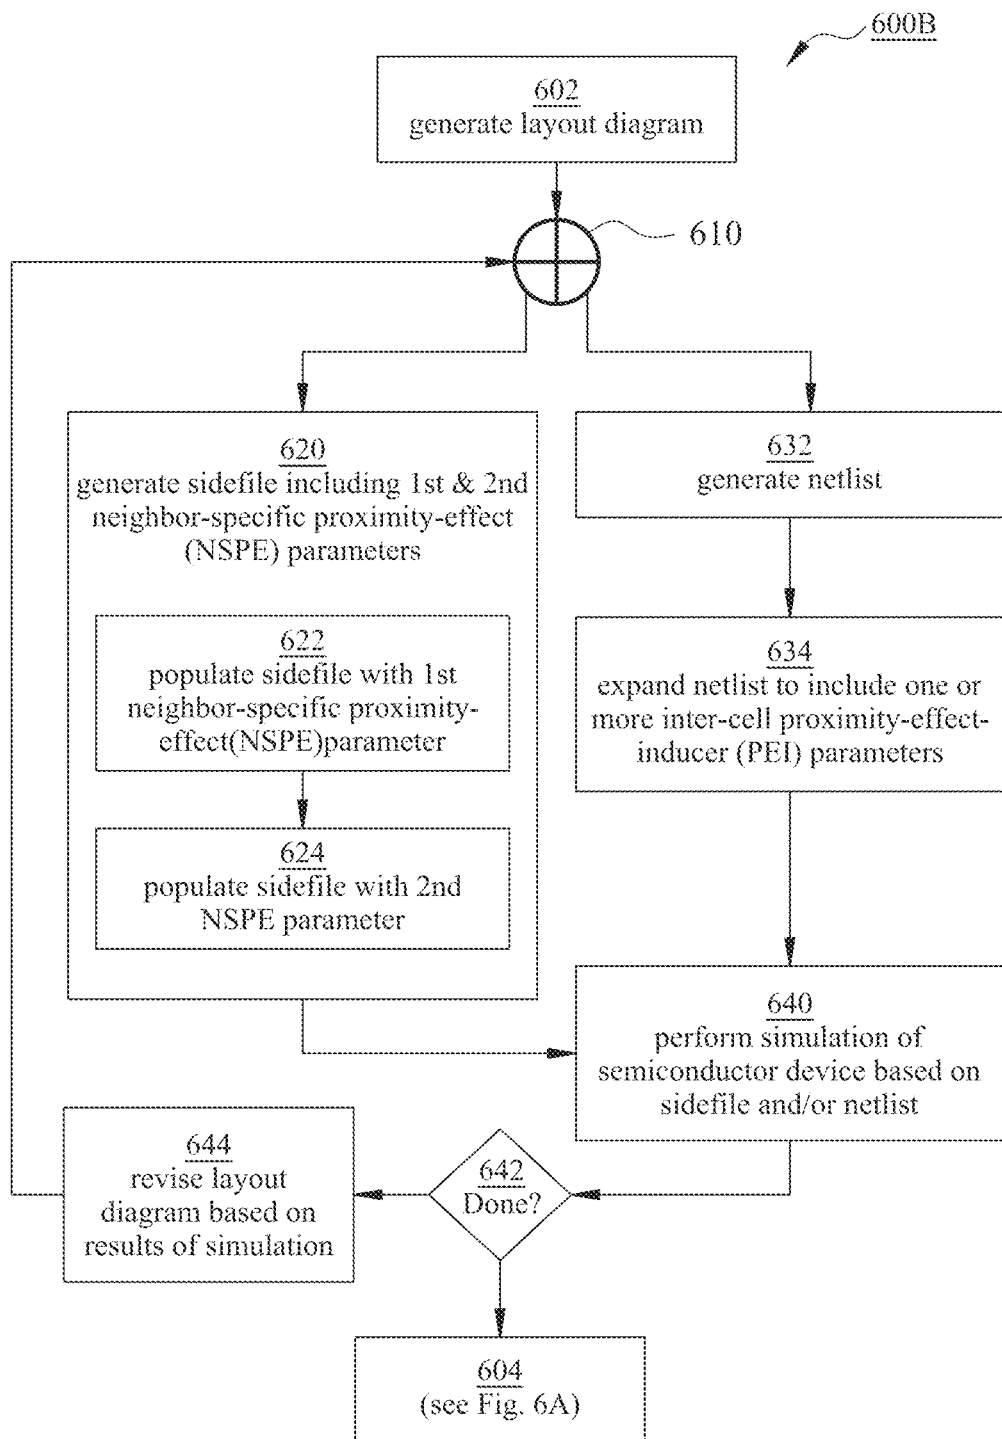 600B
602
generate layout diagram
610
620
generate sidefile including 1st & 2nd
neighbor-specific proximity-effect
(NSPE) parameters
622
populate sidefile with 1st
neighbor-specific proximity-
effect(NSPE)parameter
624
populate sidefile with 2nd
NSPE parameter
632
generate netlist
634
expand netlist to include one or
more inter-cell proximity-effect-
inducer (PEI) parameters
640
perform simulation of
semiconductor device based on
sidefile and/or netlist
642
Done?
644
revise layout
diagram based on
results of simulation
604
(see Fig. 6A)